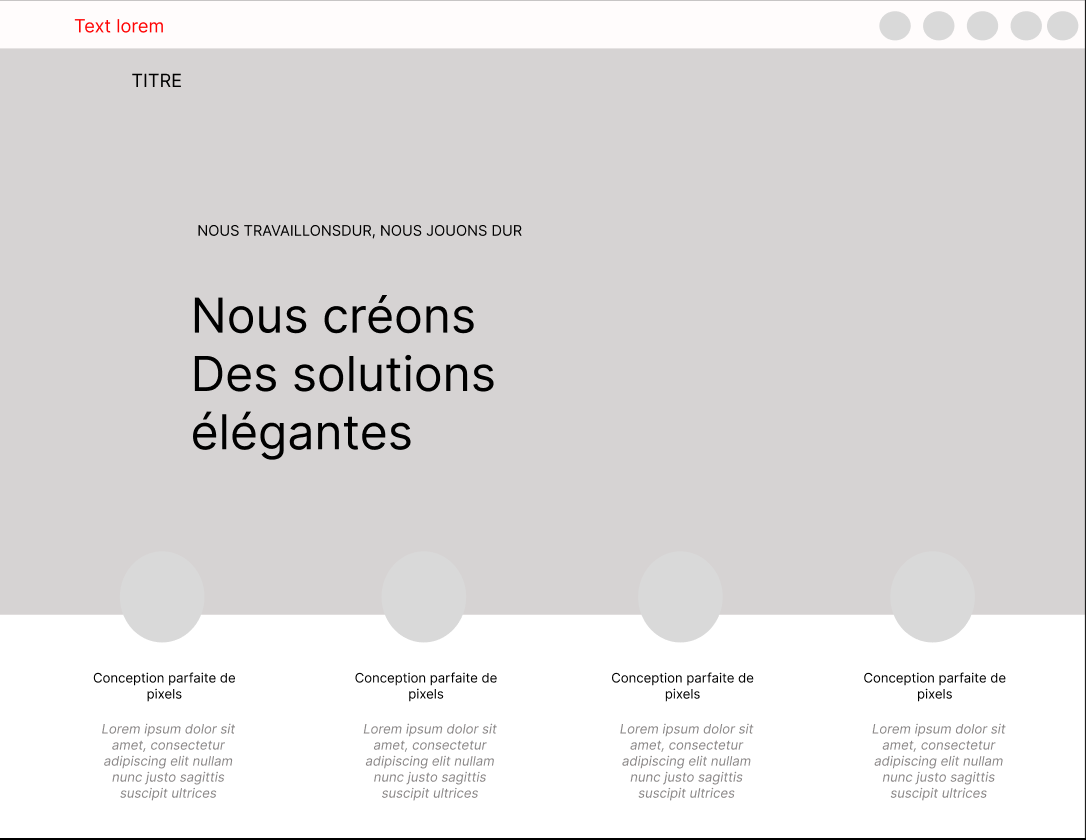 Text lorem
TITRE
NOUS TRAVAILLONSDUR, NOUS JOUONS DUR
Nous créons
Des solutions
élégantes
Conception parfaite de
pixels
Lorem ipsum dolor sit
amet, consectetur
adipiscing elit nullam
nunc justo sagittis
suscipit ultrices
Conception parfaite de
pixels
Lorem ipsum dolor sit
amet, consectetur
adipiscing elit nullam
nunc justo sagittis
suscipit ultrices
Conception parfaite de
pixels
Lorem ipsum dolor sit
amet, consectetur
adipiscing elit nullam
nunc justo sagittis
suscipit ultrices
Conception parfaite de
pixels
Lorem ipsum dolor sit
amet, consectetur
adipiscing elit nullam
nunc justo sagittis
suscipit ultrices